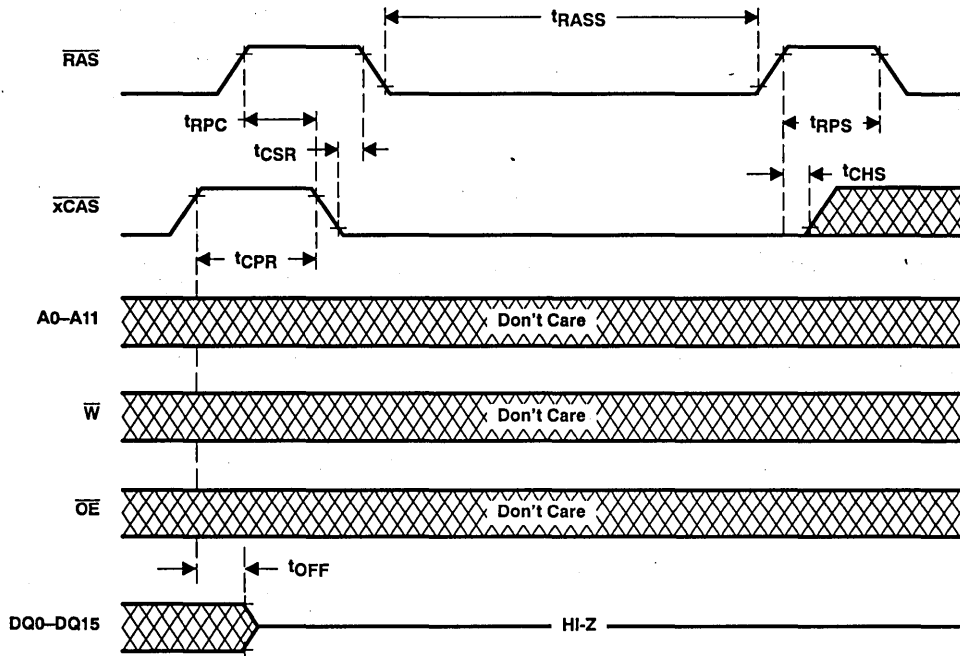 tRASS
RAS
tRPC
tRPS
tCSR
tCHS
xCAS
tCPR
A0–A11
Don't Care
W
Don't Care
OE
Don't Care
tOFF
DQ0–DQ15
HI-Z